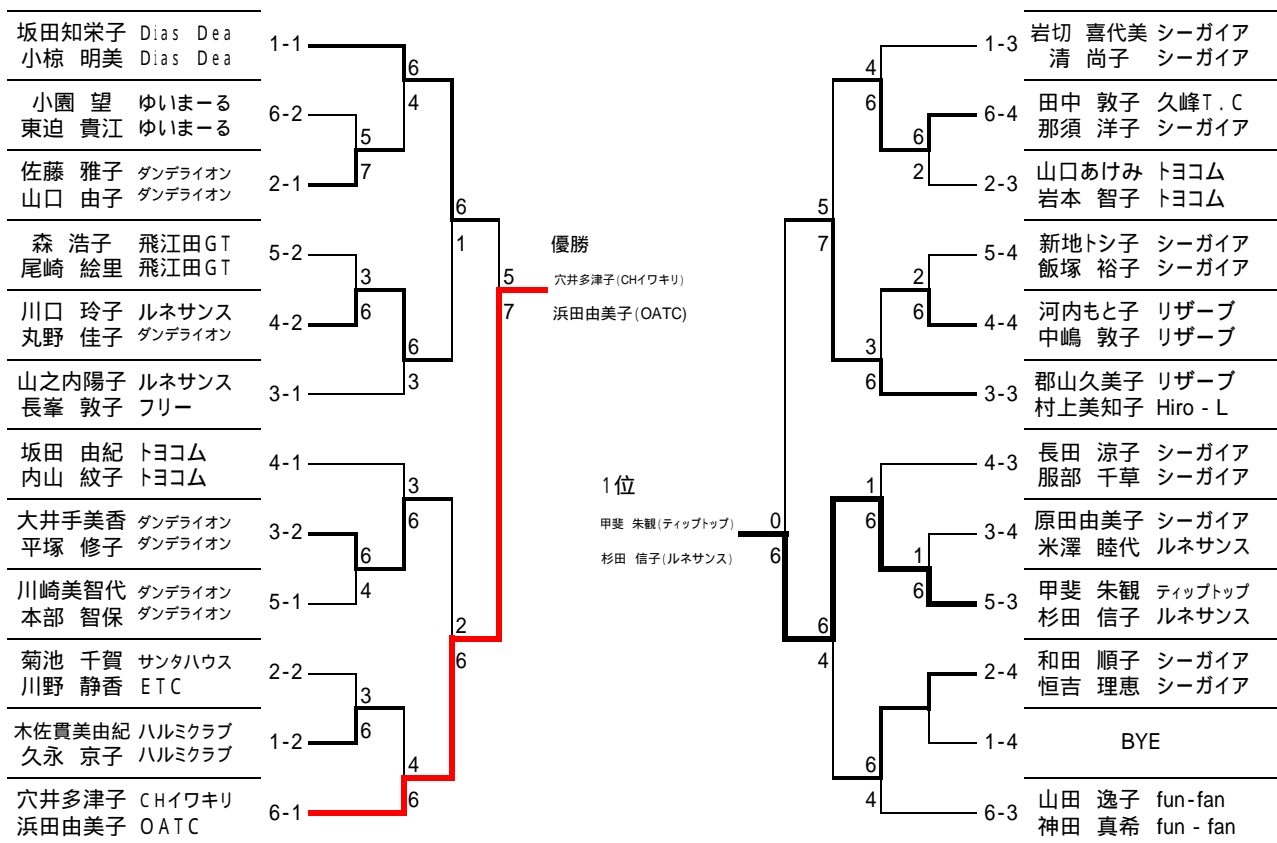 坂田知栄子 Dias Dea
小椋 明美 Dias Dea
1-1
小園 望 ゆいまーる
東迫 貴江 ゆいまーる
6-2
佐藤 雅子 ダンデライオン
山口 由子 ダンデライオン
2-1
森 浩子 飛江田GT
尾崎 絵里 飛江田GT
5-2
川口 玲子 ルネサンス
丸野 佳子 ダンデライオン
4-2
山之内陽子 ルネサンス
長峯 敦子 フリー
3-1
坂田 由紀 トヨコム
内山 紋子 トヨコム
4-1
大井手美香 ダンデライオン
平塚 修子 ダンデライオン
3-2
川崎美智代 ダンデライオン
本部 智保 ダンデライオン
5-1
菊池 千賀 サンタハウス
川野 静香 ETC
2-2
木佐貫美由紀 ハルミクラブ
久永 京子 ハルミクラブ
1-2
穴井多津子 CHイワキリ
浜田由美子 OATC
6-1
6
4
5
7
6
1
3
6
6
3
5
7
3
6
6
4
2
6
3
6
4
6
優勝
穴井多津子(CHイワキリ)
浜田由美子(OATC)
1位
甲斐 朱観(ティップトップ)
杉田 信子(ルネサンス)
0
6
4
6
6
2
5
7
2
6
3
6
1
6
1
6
6
4
6
4
1-3
岩切 喜代美 シーガイア
清 尚子 シーガイア
6-4
田中 敦子 久峰T.C
那須 洋子 シーガイア
2-3
山口あけみ トヨコム
岩本 智子 トヨコム
5-4
新地トシ子 シーガイア
飯塚 裕子 シーガイア
4-4
河内もと子 リザーブ
中嶋 敦子 リザーブ
3-3
郡山久美子 リザーブ
村上美知子 Hiro - L
4-3
長田 涼子 シーガイア
服部 千草 シーガイア
3-4
原田由美子 シーガイア
米澤 睦代 ルネサンス
5-3
甲斐 朱観 ティップトップ
杉田 信子 ルネサンス
2-4
和田 順子 シーガイア
恒吉 理恵 シーガイア
1-4
BYE
6-3
山田 逸子 fun-fan
神田 真希 fun - fan